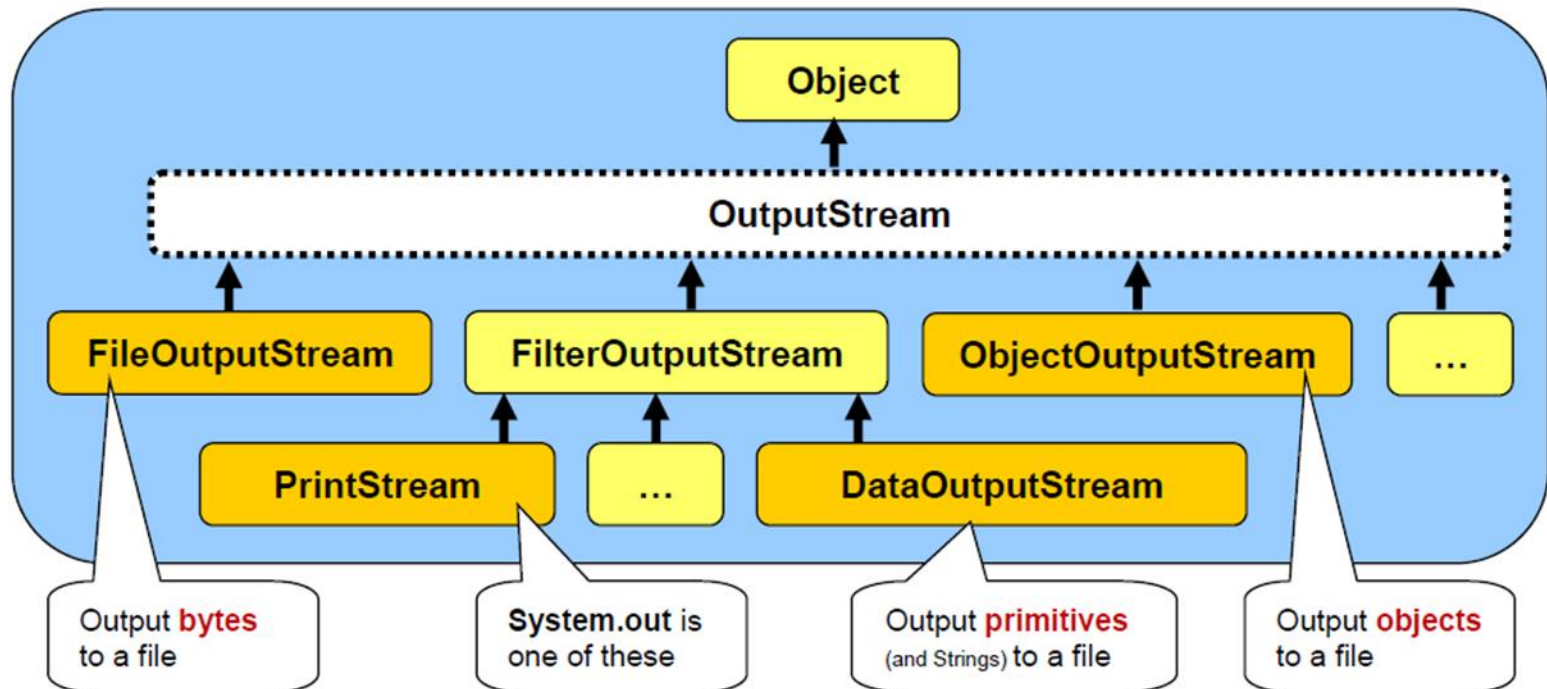 Object
OutputStream
FileOutputStream
FilterOutputStream
ObjectOutputStream
...
PrintStream
...
DataOutputStream
Output bytes
to a file
System.out is
one of these
Output primitives
(and Strings) to a file
Output objects
to a file